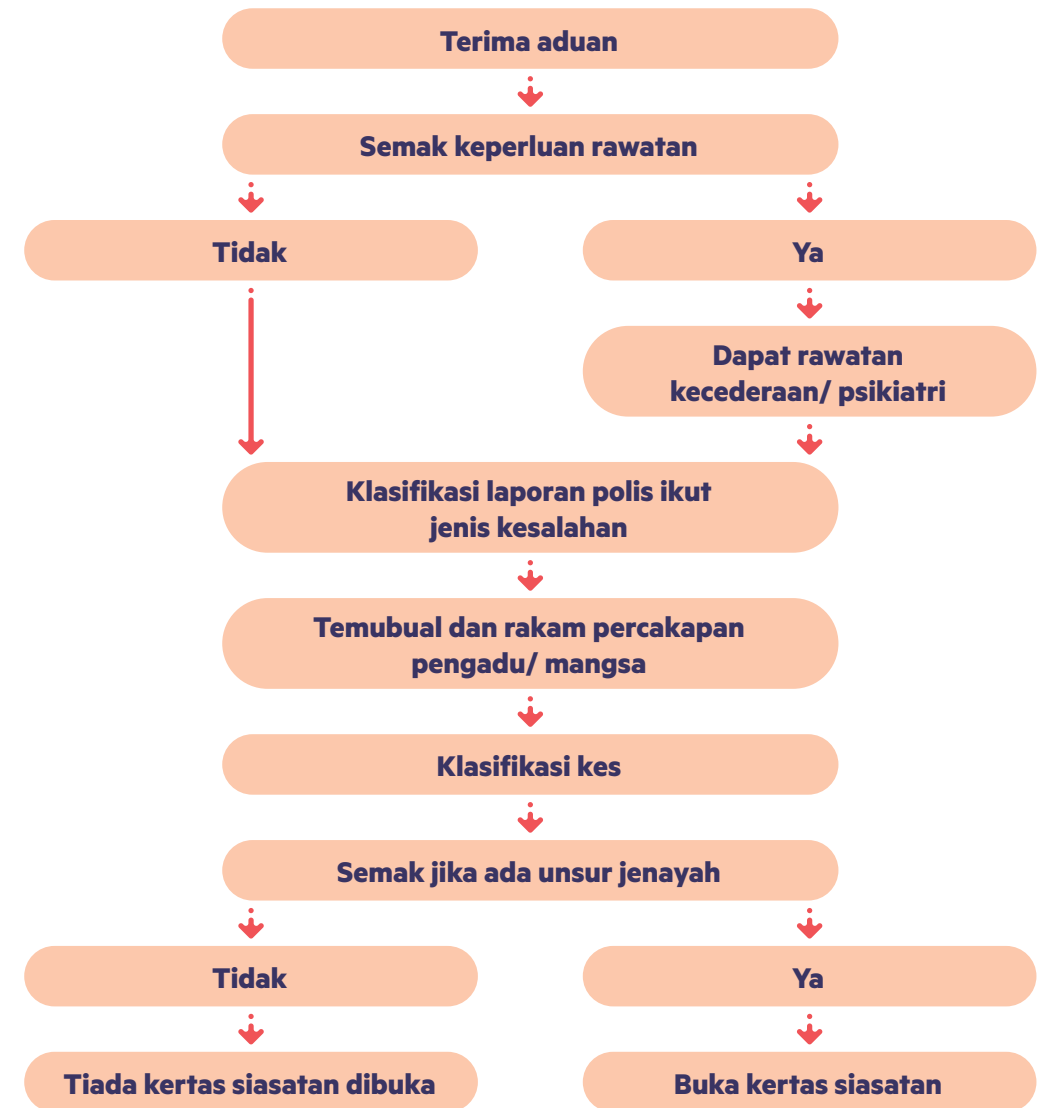 Terima aduan
Semak keperluan rawatan
Tidak
Ya
Dapat rawatan
kecederaan/ psikiatri
Klasifikasi laporan polis ikut
jenis kesalahan
Temubual dan rakam percakapan
pengadu/ mangsa
Klasifikasi kes
Semak jika ada unsur jenayah
Tidak
Ya
Tiada kertas siasatan dibuka
Buka kertas siasatan